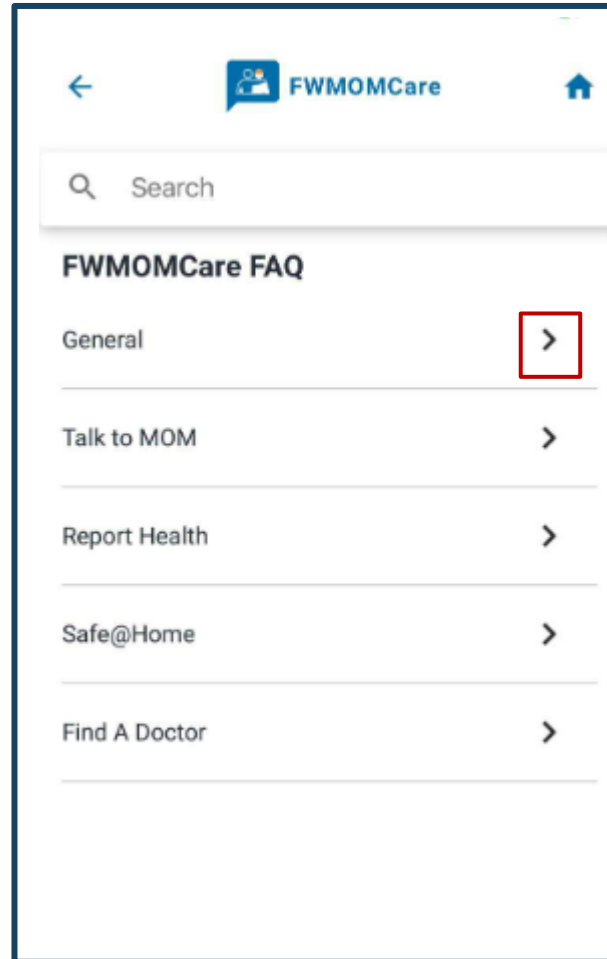 FWMOMCare
Search
FWMOMCare FAQ
General
Talk to MOM
Report Health
Safe@Home
Find A Doctor